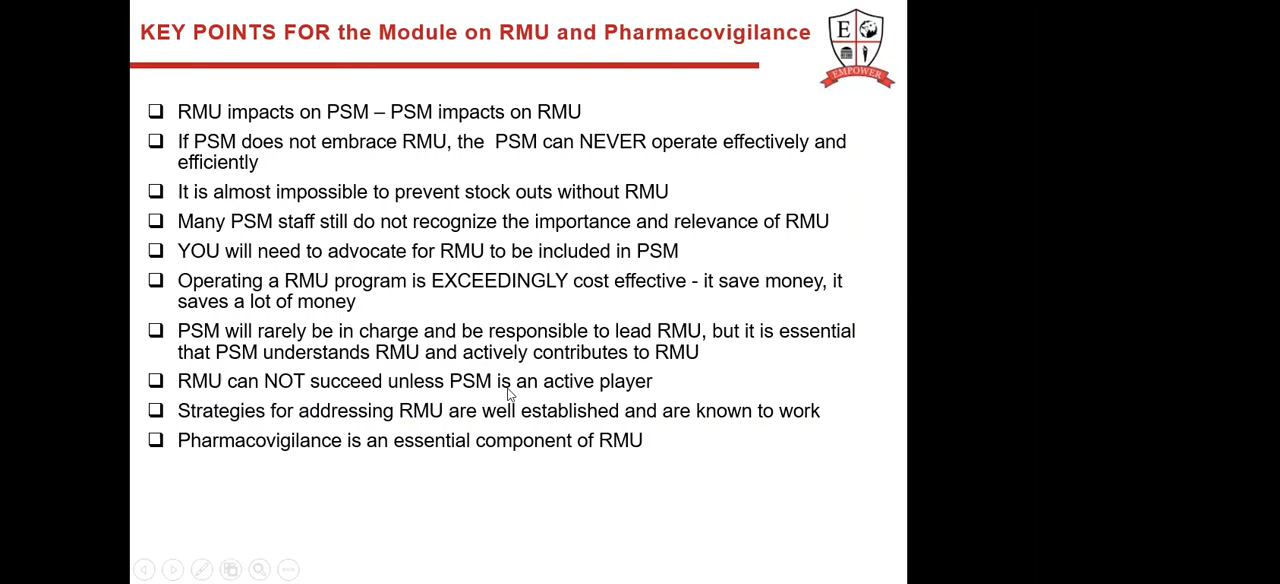 KEY POINTS FOR the Module on RMU and Pharmacovigilance
E
EMPOWER
❑ RMU impacts on PSM – PSM impacts on RMU
❑ If PSM does not embrace RMU, the  PSM can NEVER operate effectively and
efficiently
❑ It is almost impossible to prevent stock outs without RMU
❑ Many PSM staff still do not recognize the importance and relevance of RMU
❑ YOU will need to advocate for RMU to be included in PSM
❑ Operating a RMU program is EXCEEDINGLY cost effective - it save money, it
saves a lot of money
❑ PSM will rarely be in charge and be responsible to lead RMU, but it is essential
that PSM understands RMU and actively contributes to RMU
❑ RMU can NOT succeed unless PSM is an active player
❑ Strategies for addressing RMU are well established and are known to work
❑ Pharmacovigilance is an essential component of RMU